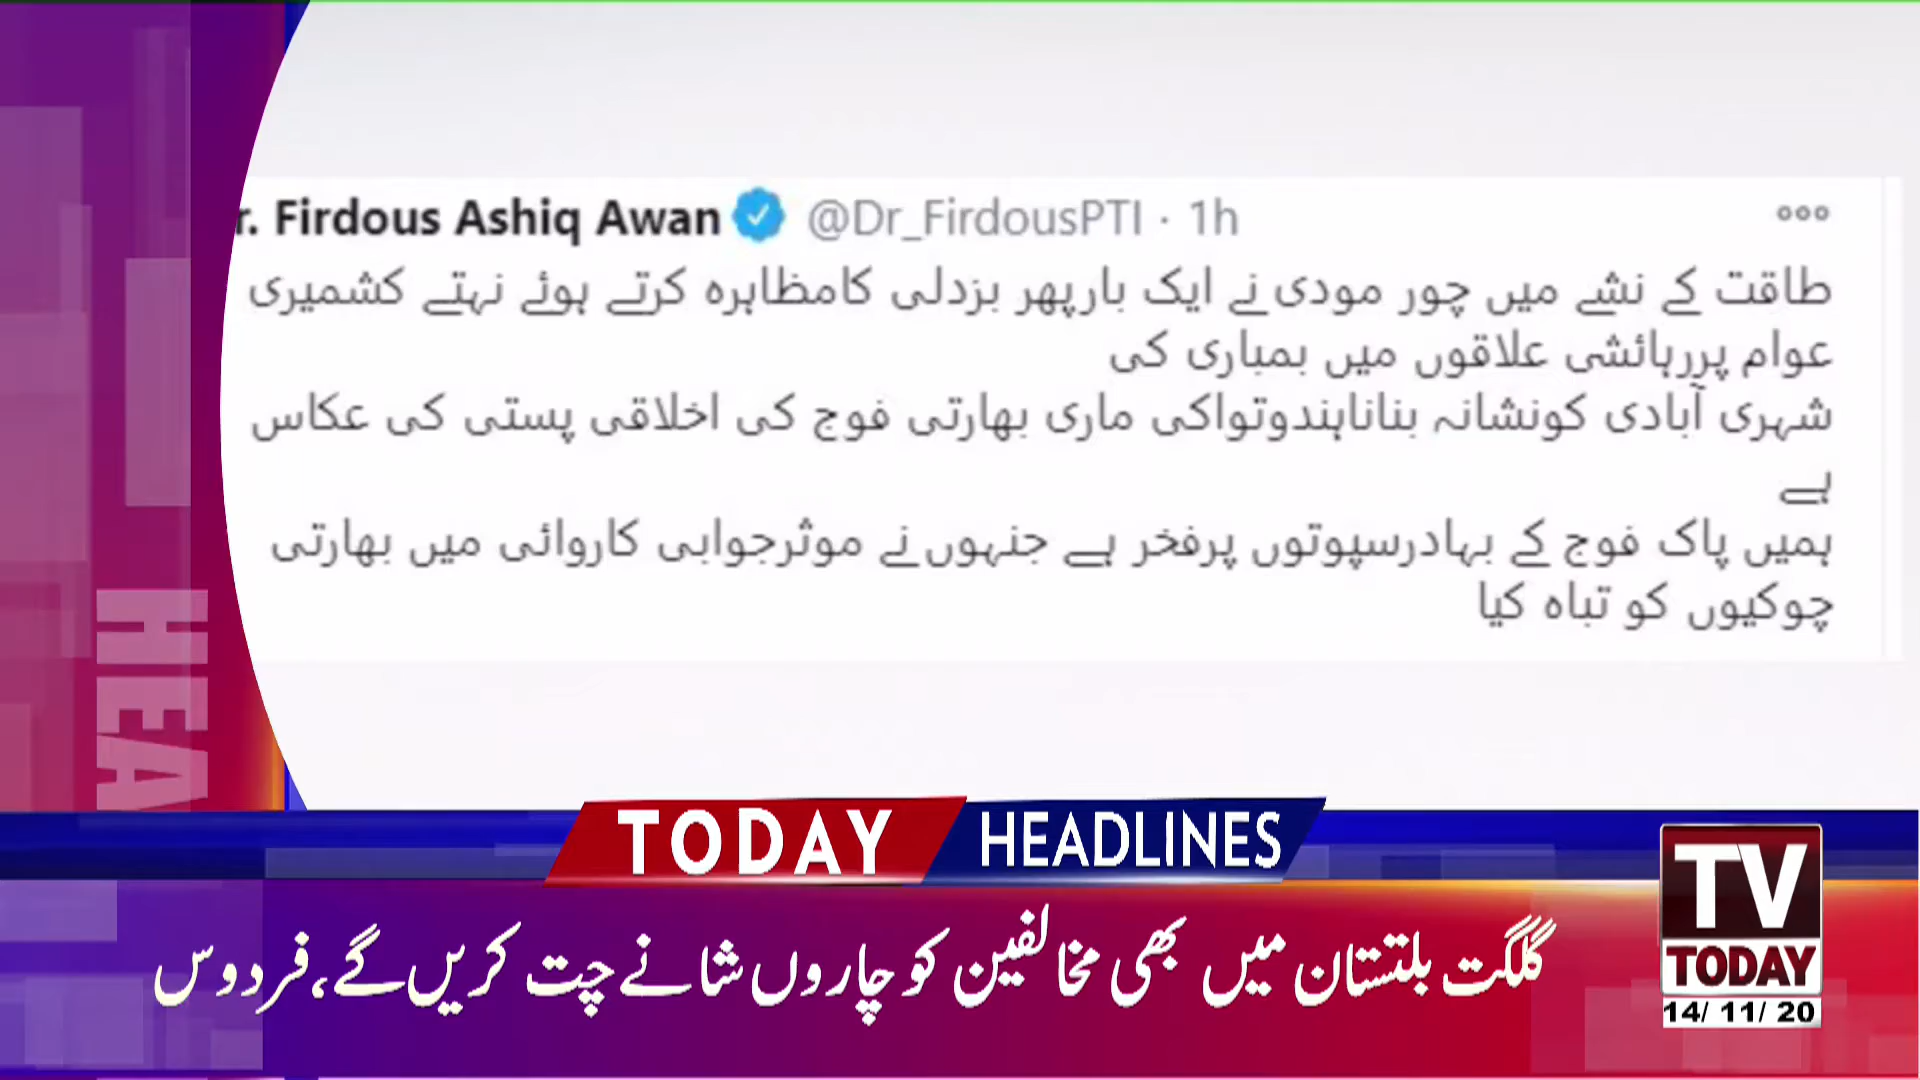 r. Firdous Ashiq Awan @Dr_FirdousPTI · 1h
طاقت کے نشے میں چور مودی نے ایک بارپھر بزدلی کامظاہرہ کرتے ہوئے نہتے کشمیری
عوام پررہائشی علاقوں میں بمباری کی
شہری آبادی کونشانہ بناناہندوتواکی ماری بھارتی فوج کی اخلاقی پستی کی عکاس
ہے
ہمیں پاک فوج کے بہادرسپوتوں پرفخر ہے جنہوں نے موثرجوابی کاروائی میں بھارتی
چوکیوں کو تباہ کیا
HEA
TODAY HEADLINES
گلگت بلتستان میں بھی مخالفین کو چاروں شانے چت کریں گے، فردوس
TV
TODAY
14/ 11/ 20